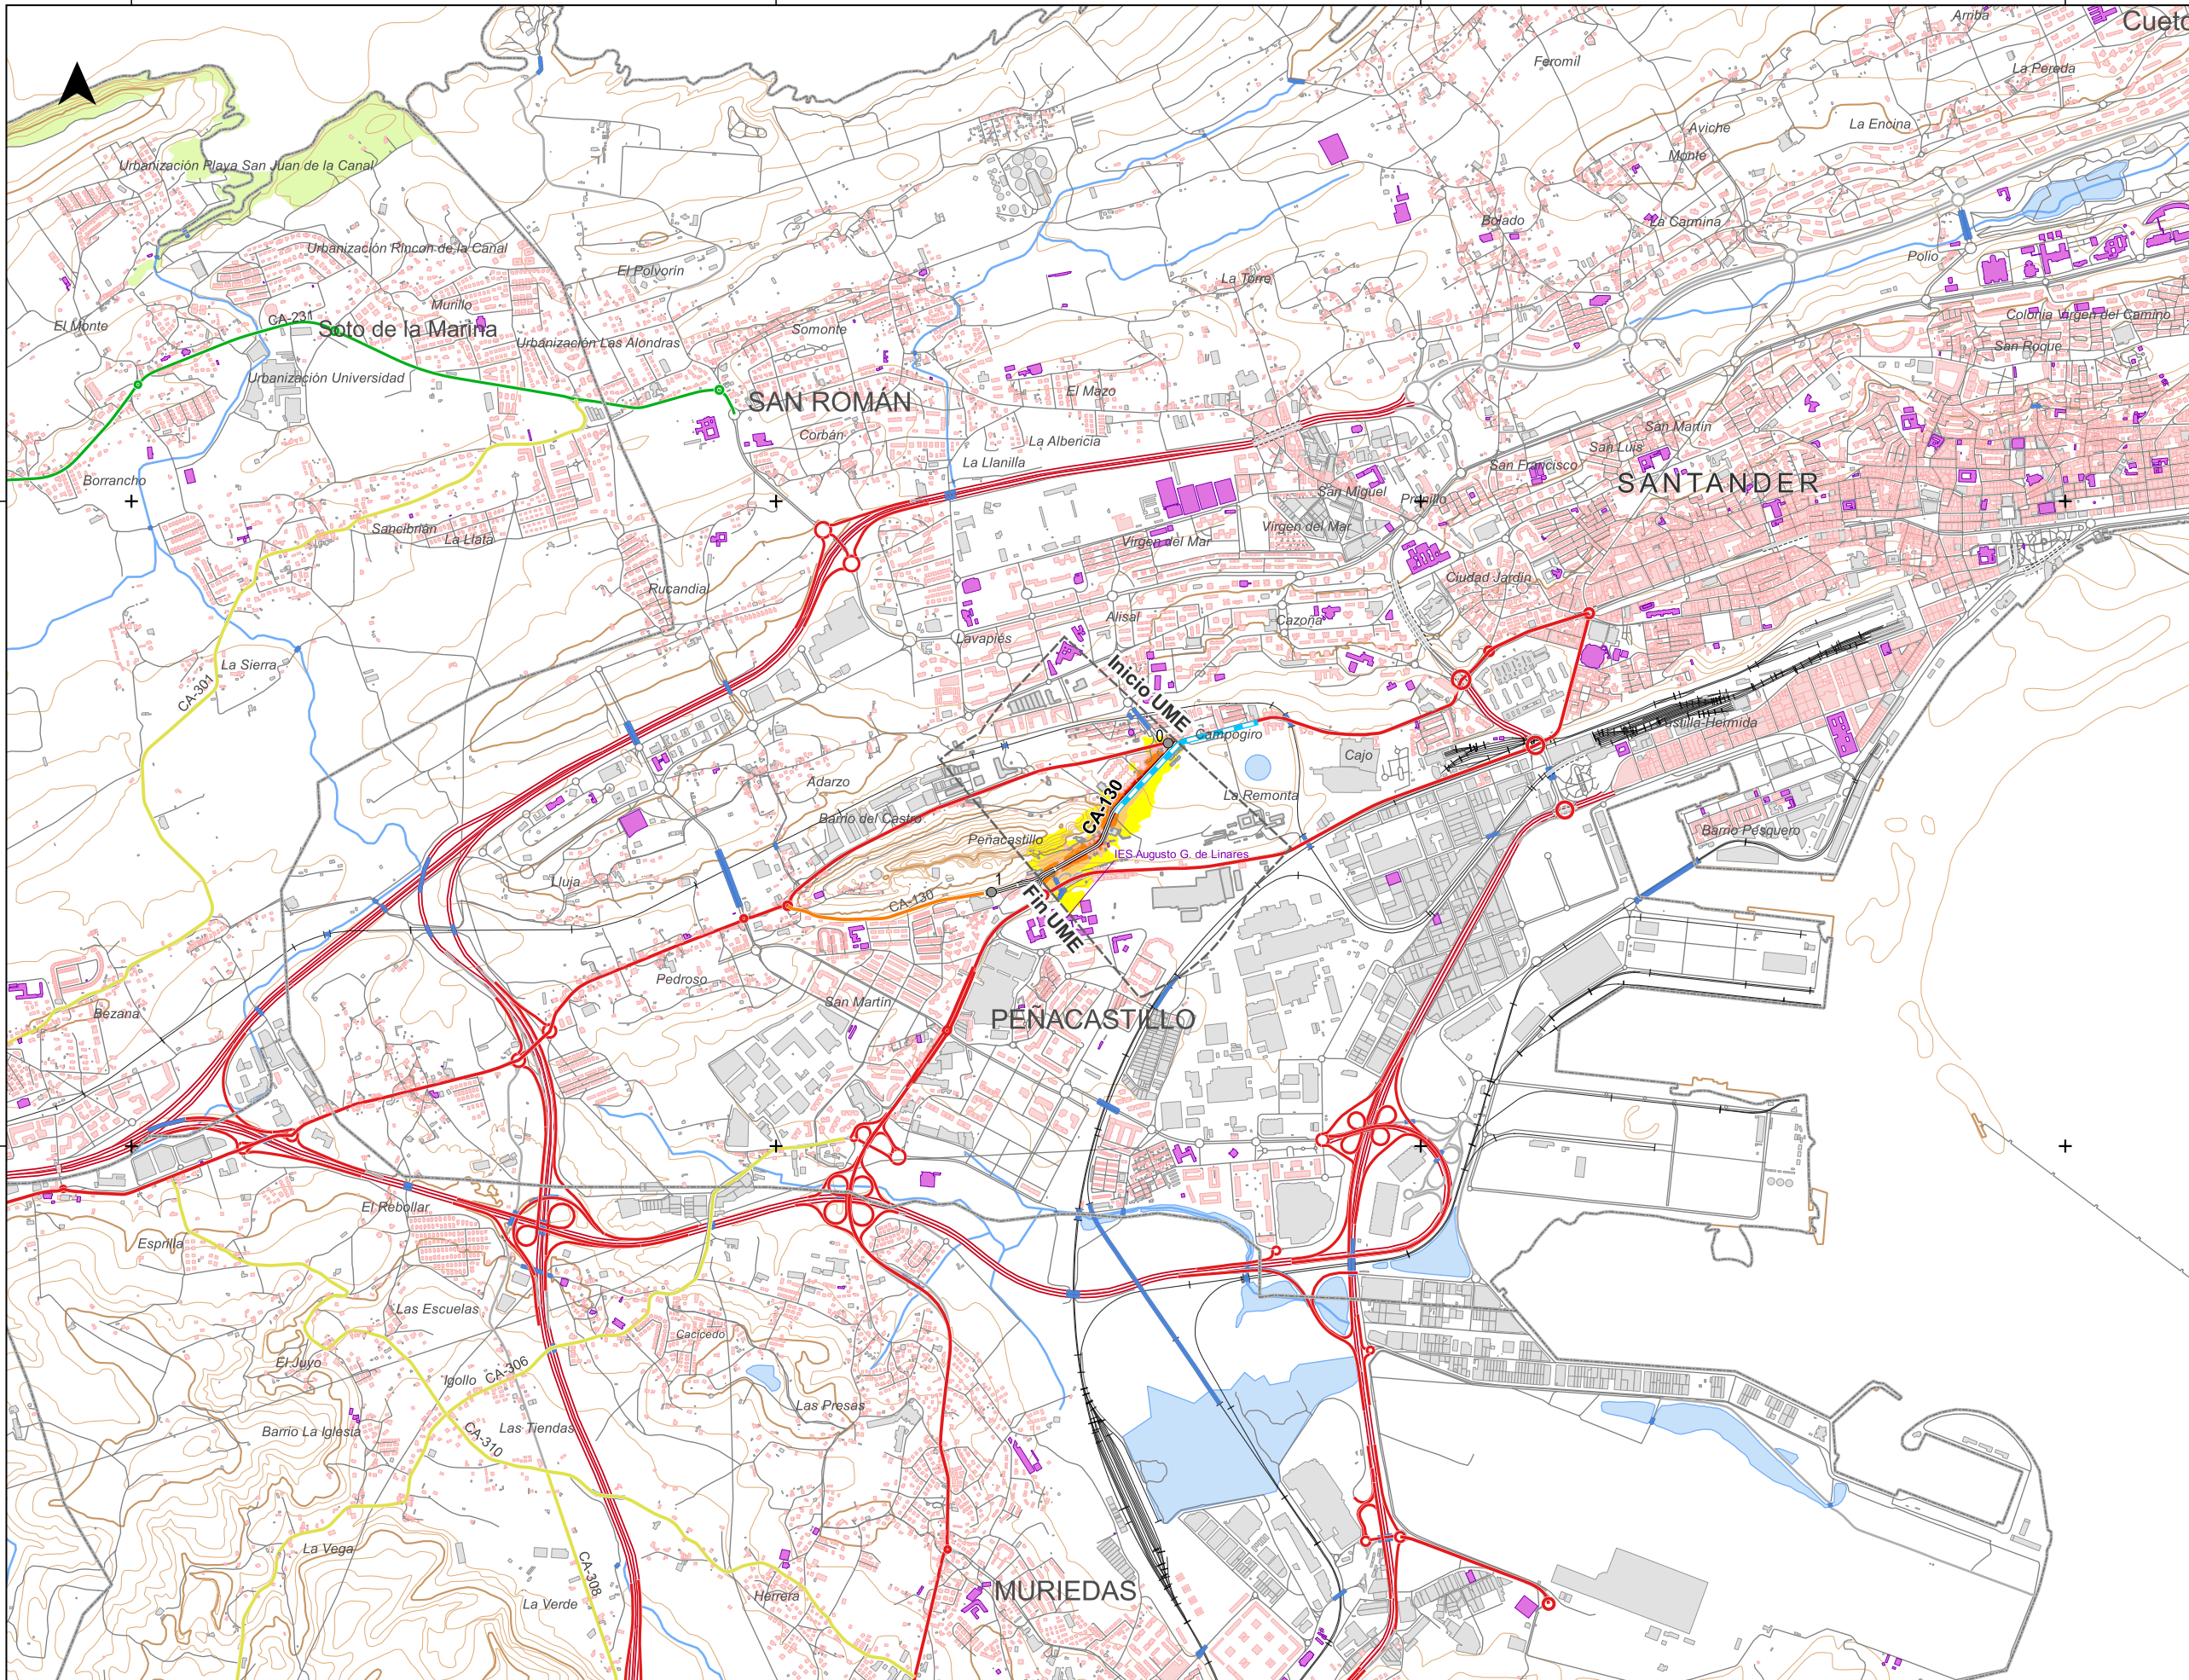 Arriba
Cueto
Feromil
La Pereda
Aviche
La Encina
Monte
Urbanización Playa San Juan de la Canal
Bojado
La Carmina
Urbanización Rincon de la Canal
El Polvorin
La Torre
Polio
Murillo
CA-231
Soto de la Marina
El Monte
Somonte
Colonia Virgen del Camino
Urbanización Las Alondras
San Roque
Urbanización Universidad
El Mazo
SAN ROMÁN
Corbán
La Albericia
San Martín
San Luis
La Llanilla
San Francisco
Borrancho
SANTANDER
San Miguel
Sancibrián
La Llata
Virgen del Mar
Virgen del Mar
Ciudad Jardín
Rucandial
Alisal
Cazoña
Lavapiés
La Sierra
CA-301
Inicio UME
0
Campogiro
Castilla-Hermida
Cajo
Adarzo
La Remonta
CA-130
Barrio del Castro
Peñacastillo
Barrio Pesquero
IES Augusto G. de Linares
Lluja
1
CA-130
Fin UME
Pedroso
San Martín
Bezana
PEÑACASTILLO
El Rebollar
Esprilla
Las Escuelas
Cacicedo
El Juyo
CA-306
Igollo
Las Presas
Barrio La Iglesia
CA-310
Las Tiendas
La Vega
CA-308
MURIEDAS
Herrera
La Verde